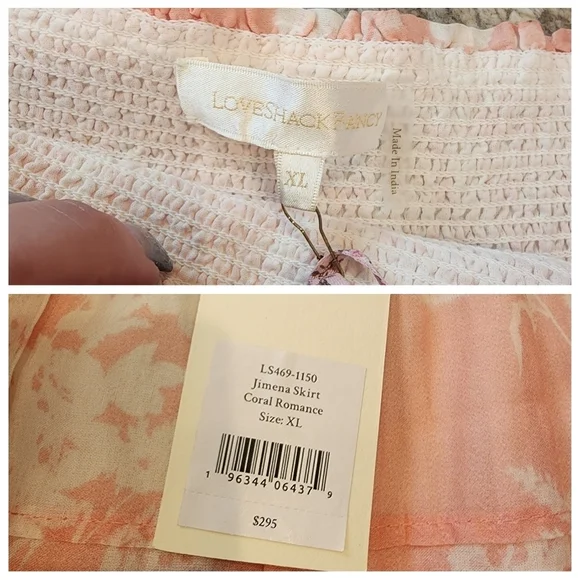 LOVESHACKFANCY
XL
Made In India
LS469-1150
Jimena Skirt
Coral Romance
Size: XL
1 96344 06437 9
$295